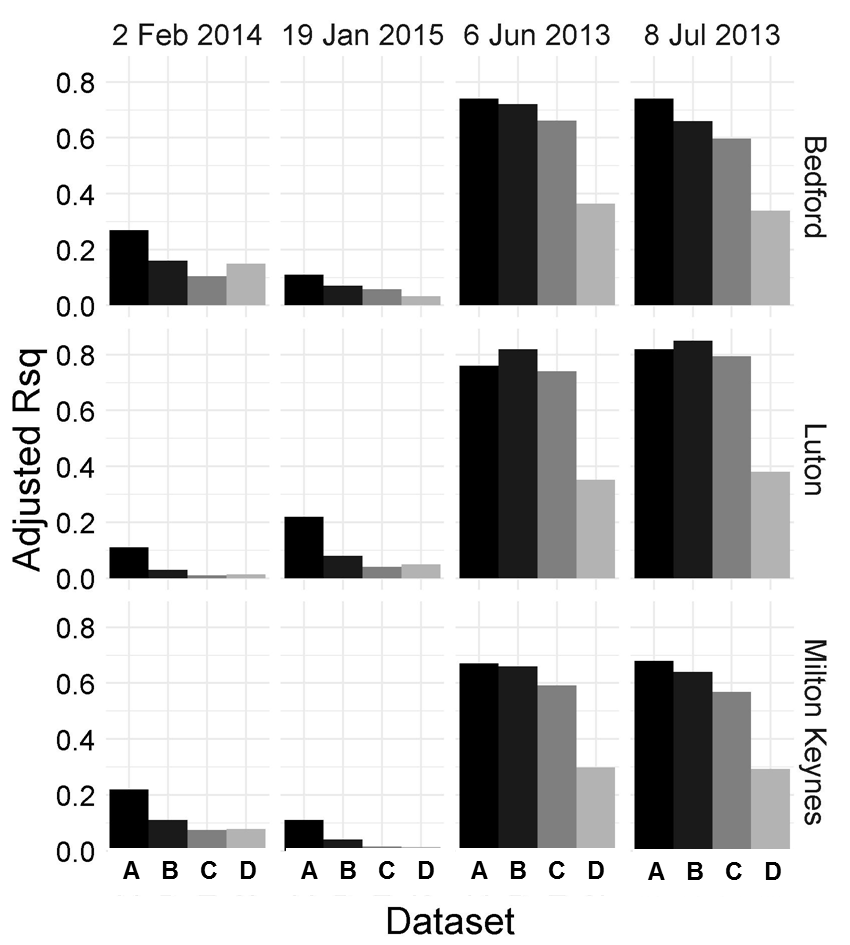 2 Feb 2014 19 Jan 2015 6 Jun 2013 8 Jul 2013
0.8
0.6
0.4
0.2
0.0
Bedford
0.8
0.6
0.4
0.2
0.0
Luton
0.8
0.6
0.4
0.2
0.0
Milton Keynes
Adjusted Rsq
A B C D A B C D A B C D A B C D
Dataset